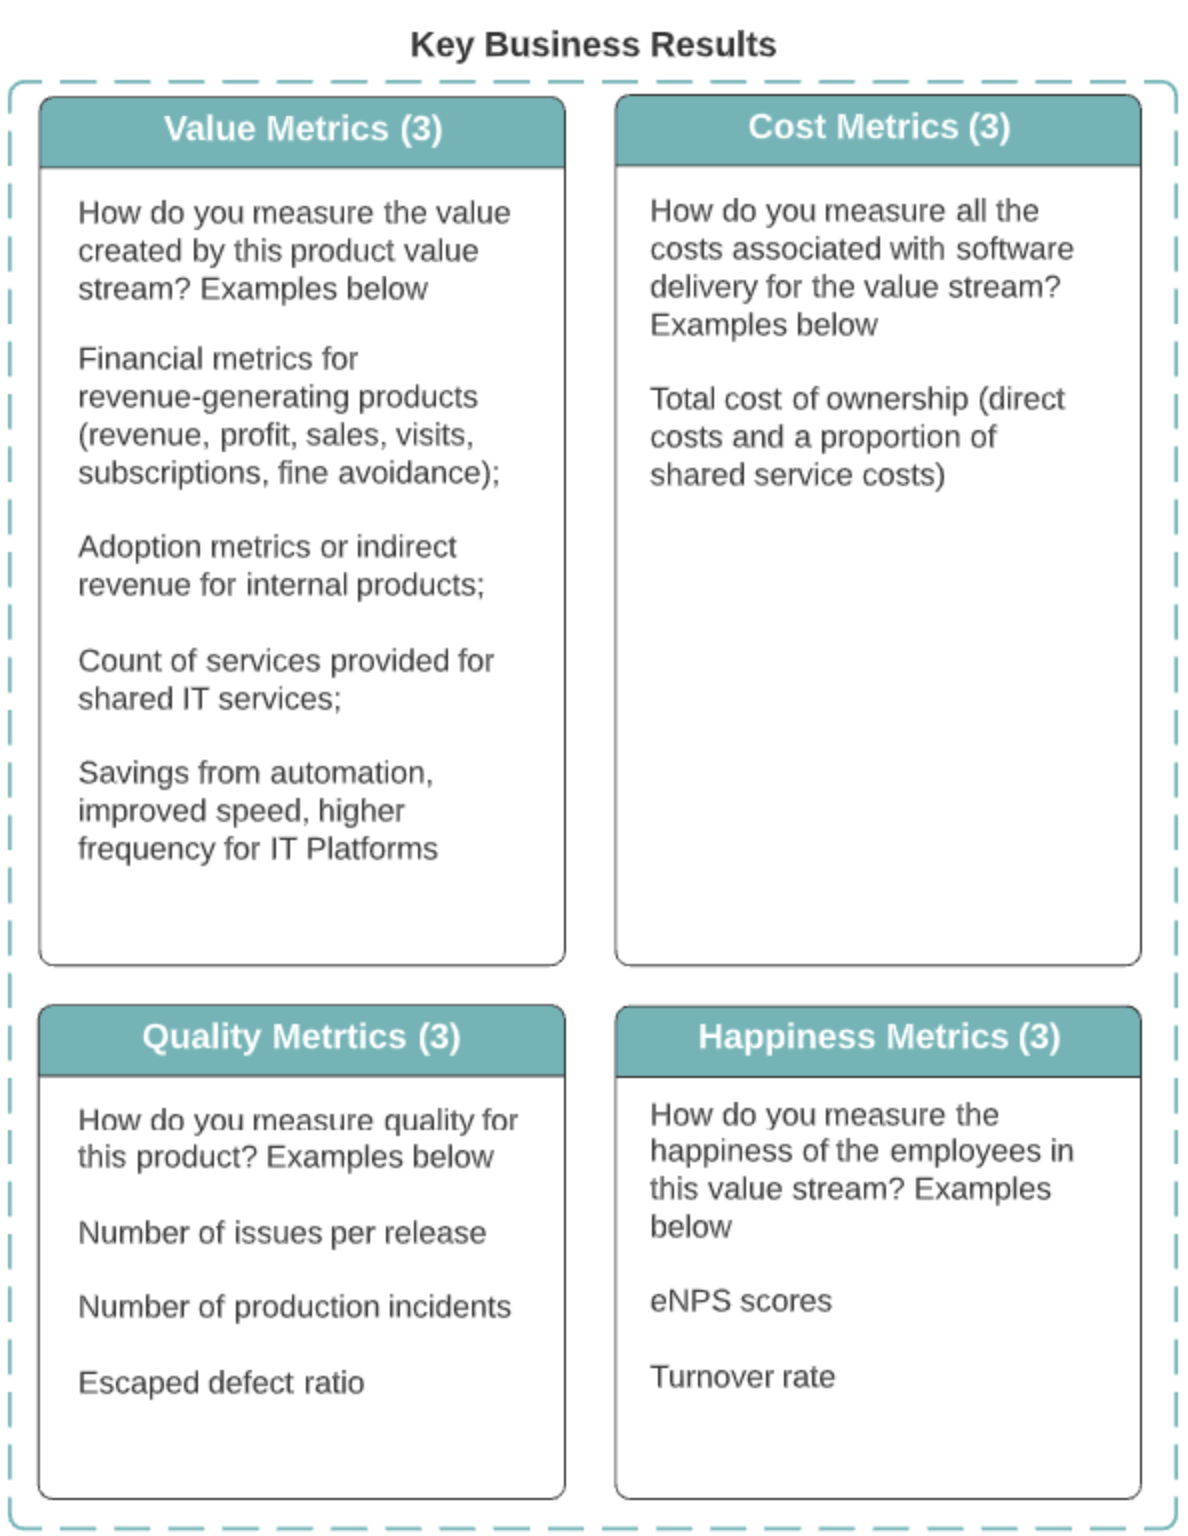 Key Business Results
Value Metrics (3)
How do you measure the value
created by this product value
stream? Examples below
Financial metrics for
revenue-generating products
(revenue, profit, sales, visits,
subscriptions, fine avoidance);
Adoption metrics or indirect
revenue for internal products;
Count of services provided for
shared IT services;
Savings from automation,
improved speed, higher
frequency for IT Platforms
Cost Metrics (3)
How do you measure all the
costs associated with software
delivery for the value stream?
Examples below
Total cost of ownership (direct
costs and a proportion of
shared service costs)
Quality Metrtics (3)
How do you measure quality for
this product? Examples below
Number of issues per release
Number of production incidents
Escaped defect ratio
Happiness Metrics (3)
How do you measure the
happiness of the employees in
this value stream? Examples
below
eNPS scores
Turnover rate